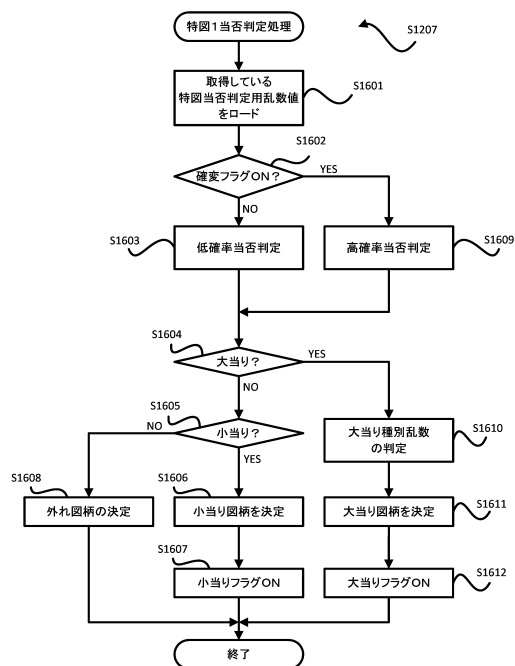 特図1当否判定処理
S1207
取得している
特図当否判定用乱数値
をロード
S1601
S1602
確変フラグON？
YES
NO
S1603
低確率当否判定
高確率当否判定
S1609
S1604
大当り？
YES
NO
S1605
NO
小当り？
YES
大当り種別乱数
の判定
S1610
S1608
外れ図柄の決定
S1606
小当り図柄を決定
大当り図柄を決定
S1611
S1607
小当りフラグON
大当りフラグON
S1612
終了